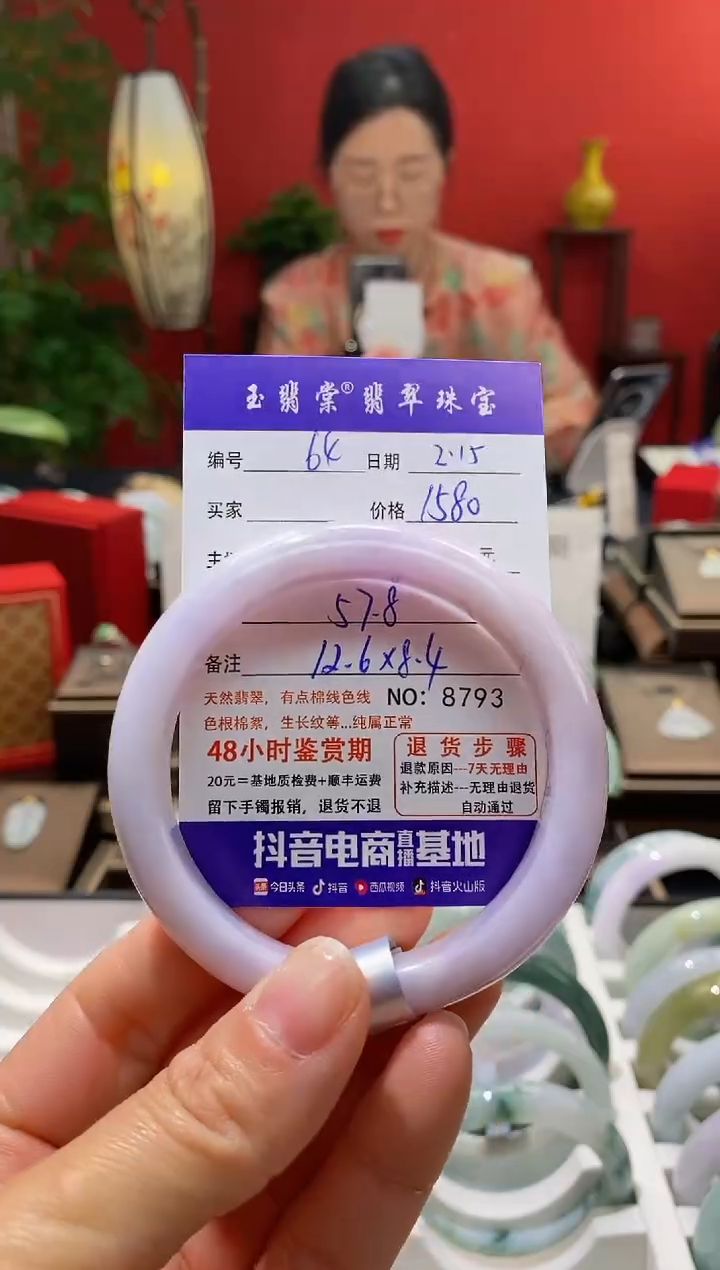 玉翡棠®翡翠珠宝
编号 64 日期 2.15
买家 价格 1580
元
57.8
备注 12.6×8.4
天然翡翠,有点棉线色线 NO: 8793
色根棉絮,生长纹等...纯属正常
48小时鉴赏期
20元=基地质检费+顺丰运费
留下手镯报销,退货不退
退货步骤
退款原因---7天无理由
补充描述---无理由退货
自动通过
抖音电商直播基地
头条 今日头条 抖音 西瓜视频 抖音火山版